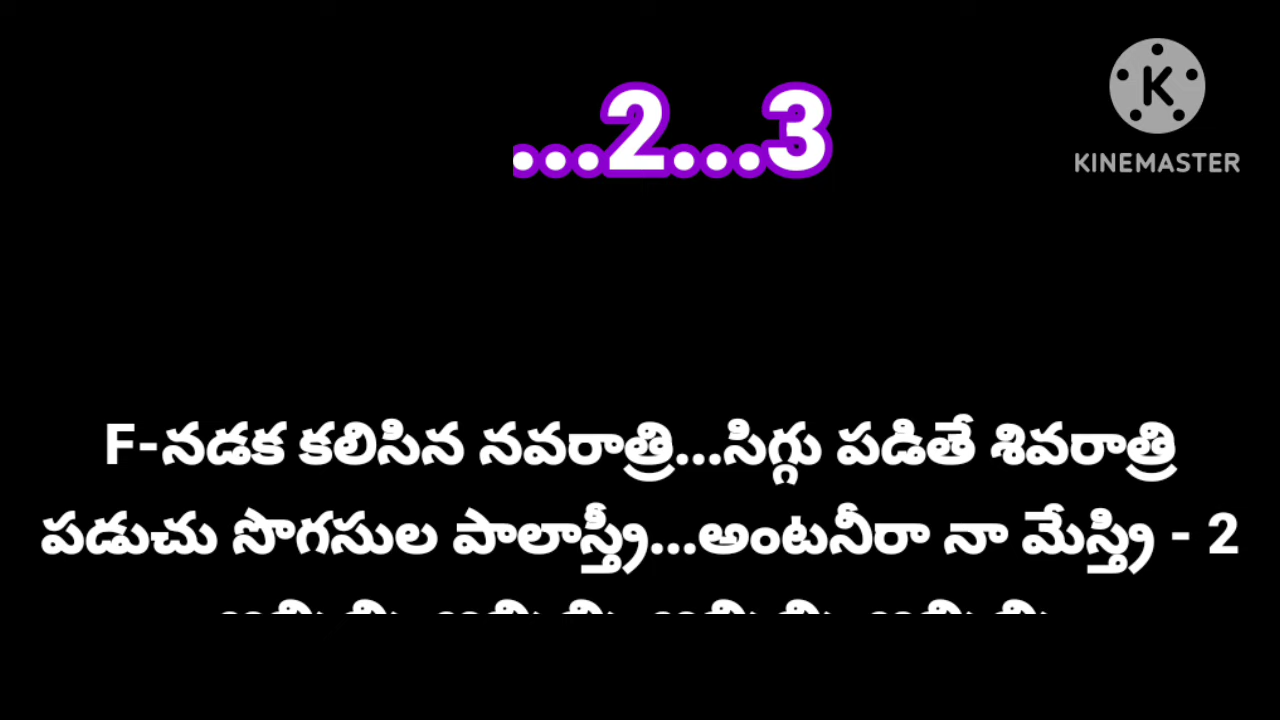 ...2...3
KINEMASTER
F-నడక కలిసిన నవరాత్రి...సిగ్గు పడితే శివరాత్రి
పడుచు సొగసుల పాలాస్త్రీ...అంటనీరా నా మేస్త్రి - 2